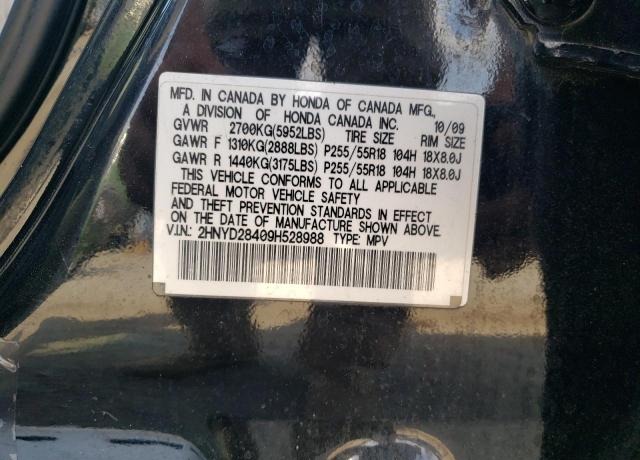 MFD. IN CANADA BY HONDA OF CANADA MFG.,
A DIVISION OF HONDA CANADA INC. 10/09
GVWR 2700KG(5952LBS) TIRE SIZE RIM SIZE
GAWR F 1310KG(2888LBS) P255/55R18 104H 18X8.0J
GAWR R 1440KG(3175LBS) P255/55R18 104H 18X8.0J
THIS VEHICLE CONFORMS TO ALL APPLICABLE
FEDERAL MOTOR VEHICLE SAFETY
AND THEFT PREVENTION STANDARDS IN EFFECT
ON THE DATE OF MANUFACTURE SHOWN ABOVE.
V.I.N.: 2HNYD28409H528988 TYPE: MPV